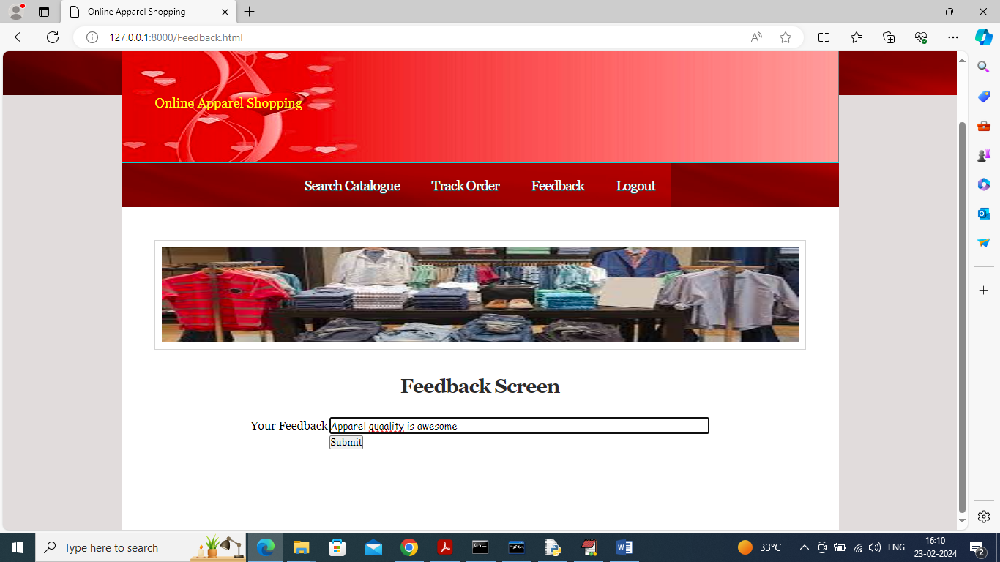 Online Apparel Shopping
127.0.0.1:8000/Feedback.html
Online Apparel Shopping
Search Catalogue Track Order Feedback Logout
Feedback Screen
Your Feedback Apparel quaality is awesome
Submit
Type here to search
33°C
ENG
16:10
23-02-2024
2